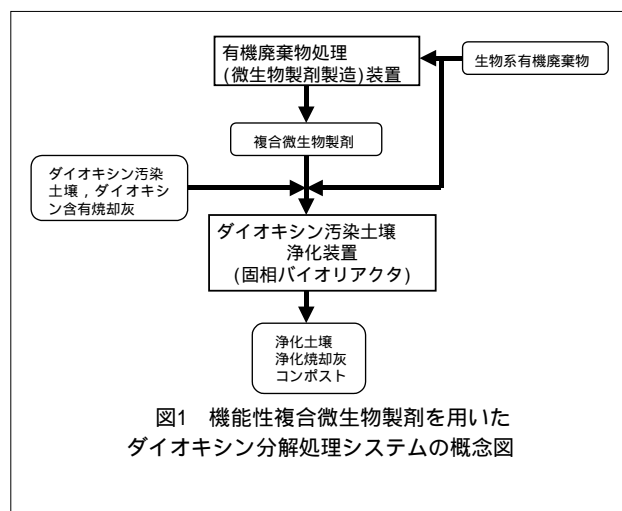 有機廃棄物処理
(微生物製剤製造)装置
生物系有機廃棄物
複合微生物製剤
ダイオキシン汚染
土壌，ダイオキシ
ン含有焼却灰
ダイオキシン汚染土壌
浄化装置
(固相バイオリアクタ)
浄化土壌
浄化焼却灰
コンポスト
図1　機能性複合微生物製剤を用いた
ダイオキシン分解処理システムの概念図